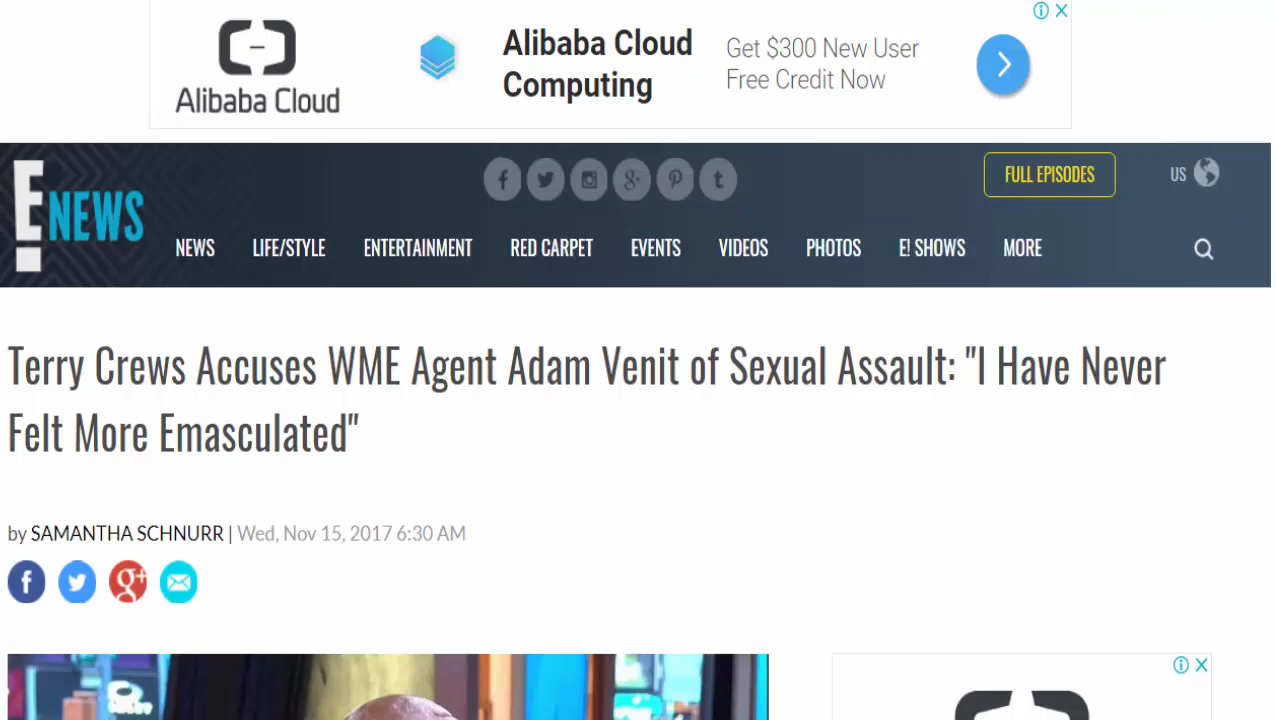 Alibaba Cloud
Alibaba Cloud
Computing
Get $300 New User
Free Credit Now
E! NEWS
FULL EPISODES
US
NEWS LIFE/STYLE ENTERTAINMENT RED CARPET EVENTS VIDEOS PHOTOS E! SHOWS MORE
Terry Crews Accuses WME Agent Adam Venit of Sexual Assault: "I Have Never
Felt More Emasculated"
by SAMANTHA SCHNURR | Wed, Nov 15, 2017 6:30 AM